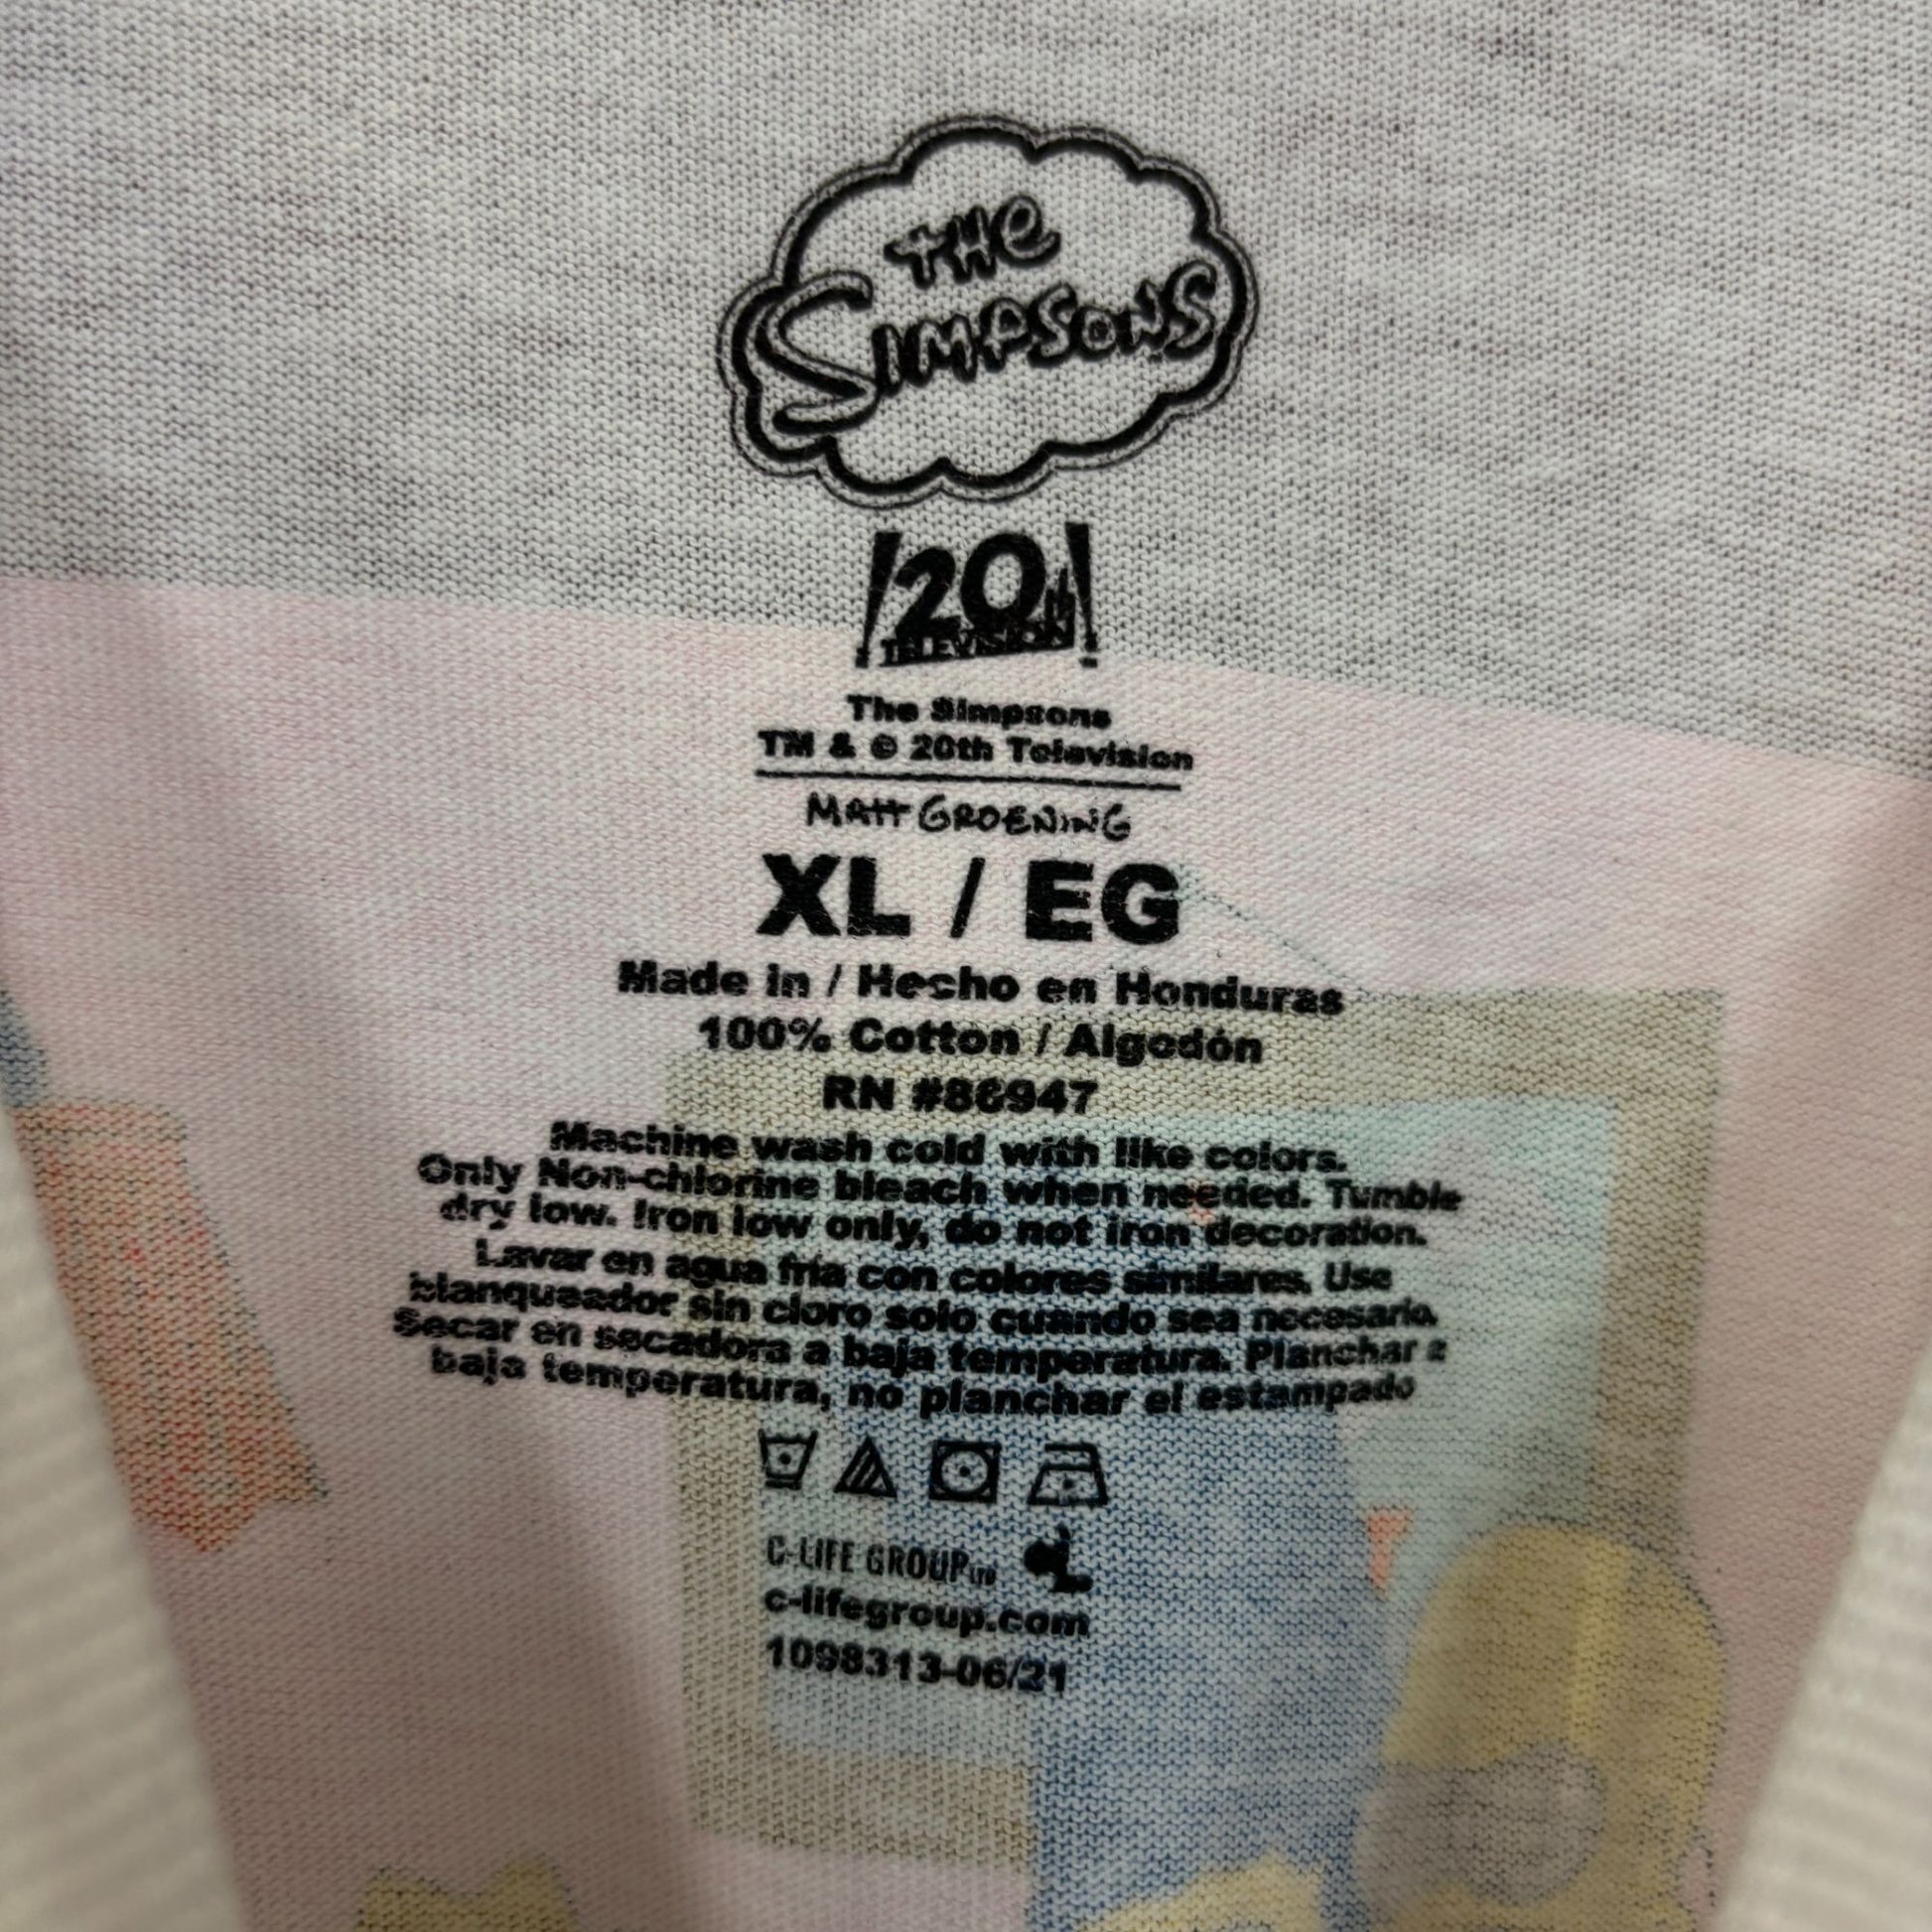 THE
SIMPSONS
20th
TELEVISION
The Simpsons
TM & © 20th Television
MATT GROENING
XL / EG
Made in / Hecho en Honduras
100% Cotton / Algodón
RN #86947
Machine wash cold with like colors.
Only Non-chlorine bleach when needed. Tumble
dry low. Iron low only, do not iron decoration.
Lavar en agua fria con colores similares. Use
blanqueador sin cloro solo cuando sea necesario.
Secar en secadora a baja temperatura. Planchar a
baja temperatura, no planchar el estampado
C-LIFE GROUP LTD
c-lifegroup.com
1098313-06/21